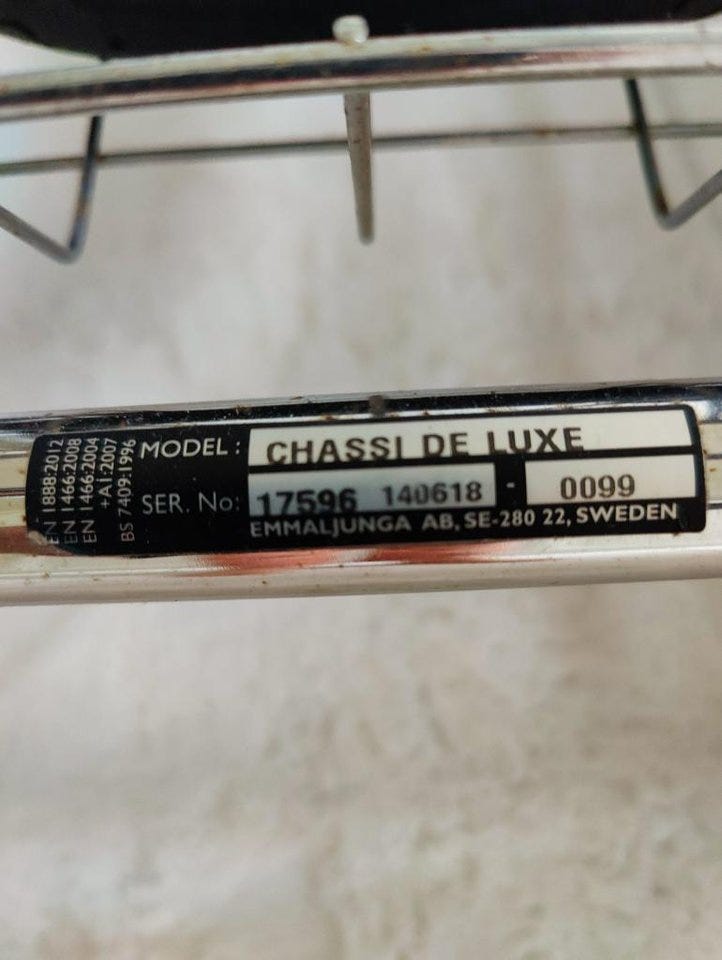 EN 1888:2012
EN 1466:2008
EN 1466:2004
+A1:2007
BS 7409:1996
MODEL: CHASSI DE LUXE
SER. No: 17596 140618 - 0099
EMMALJUNGA AB, SE-280 22, SWEDEN